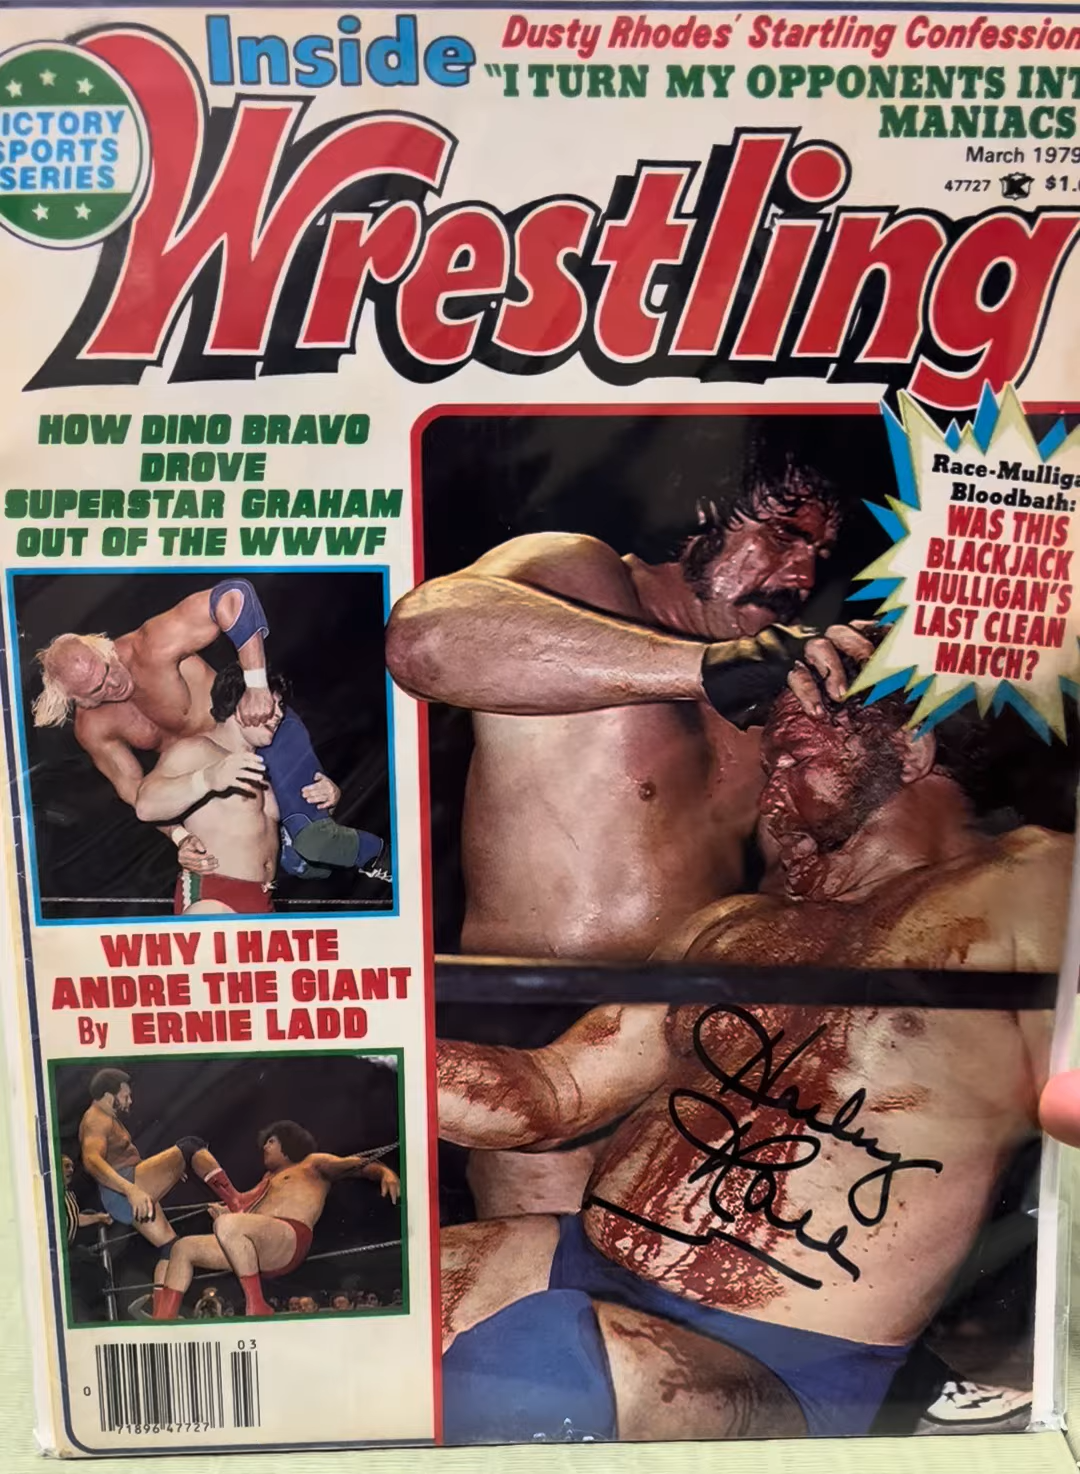 Inside
Wrestling
VICTORY
SPORTS
SERIES
Dusty Rhodes' Startling Confession
"I TURN MY OPPONENTS INT
MANIACS
March 1979
47727 K $1.
HOW DINO BRAVO
DROVE
SUPERSTAR GRAHAM
OUT OF THE WWWF
Race-Mulliga
Bloodbath:
WAS THIS
BLACKJACK
MULLIGAN'S
LAST CLEAN
MATCH?
WHY I HATE
ANDRE THE GIANT
By ERNIE LADD
Harley
Race
03
0 71896 47727